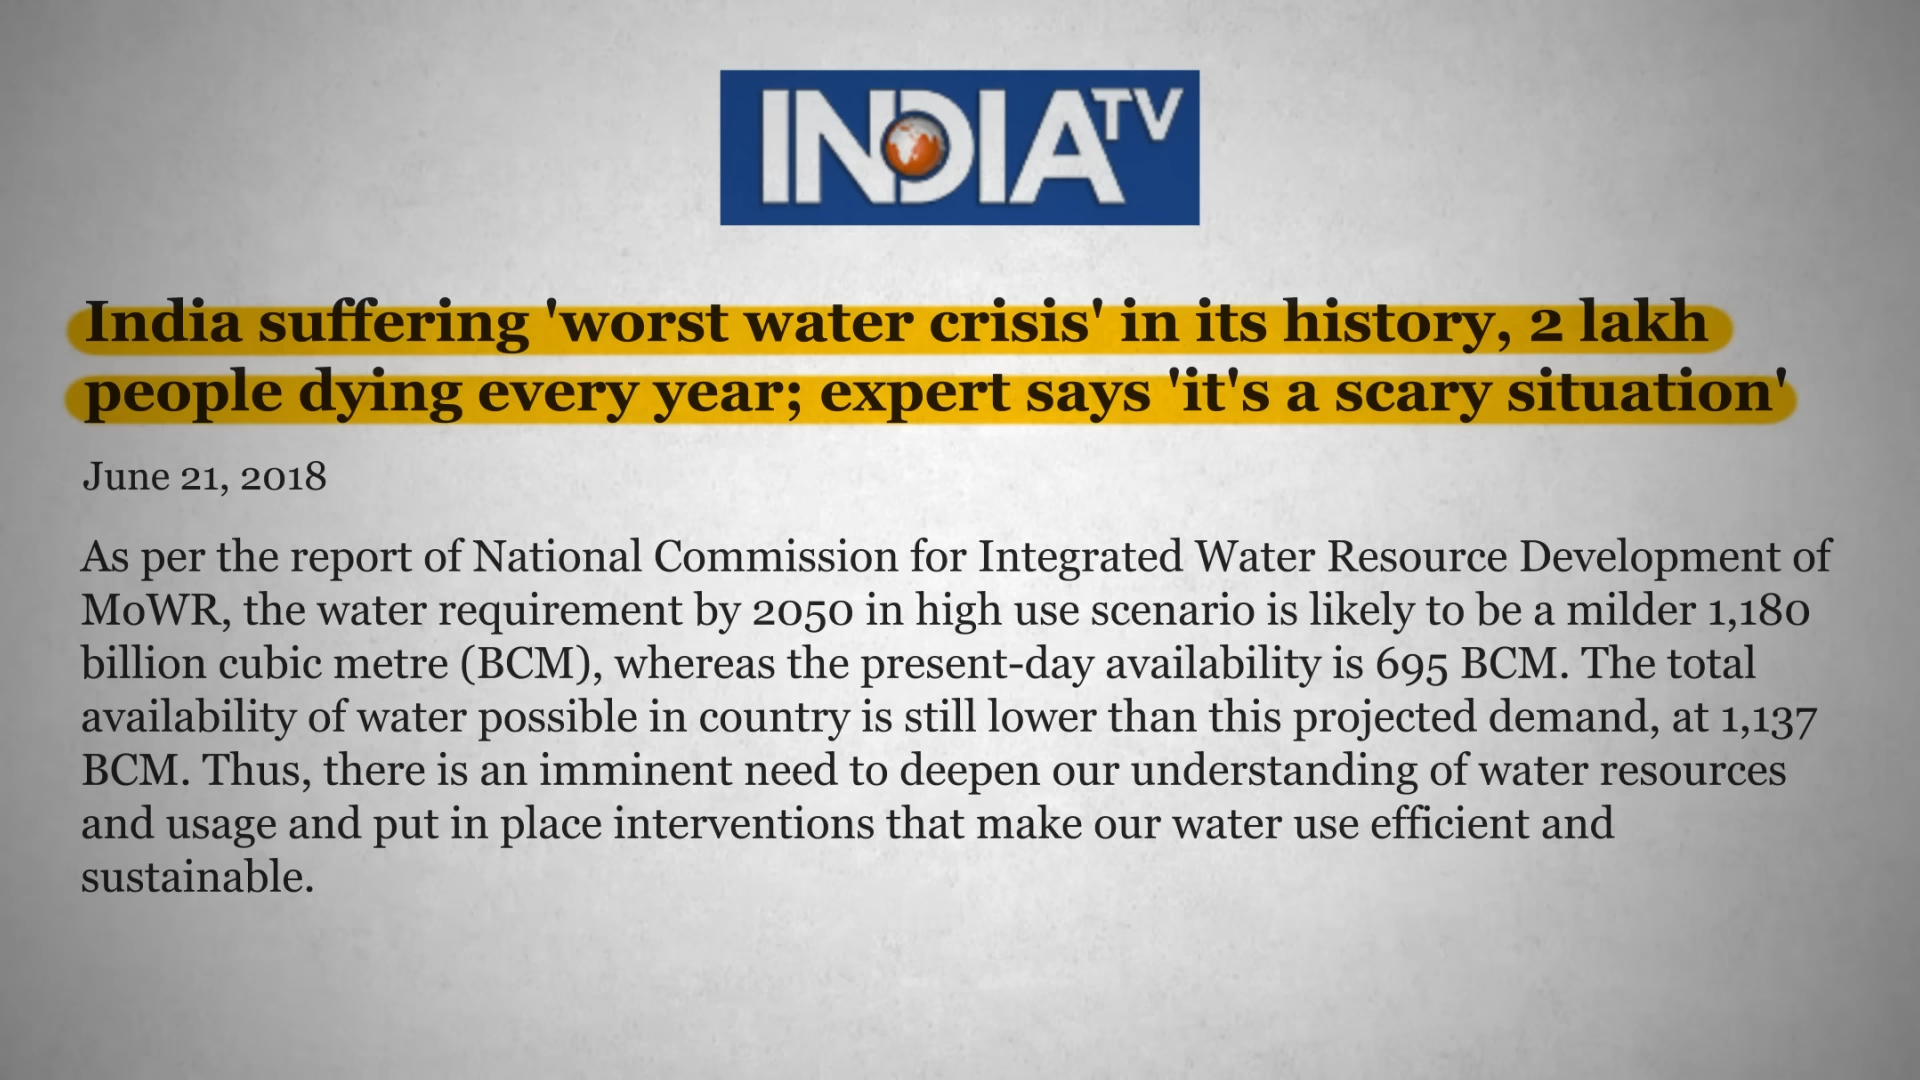 INDIA TV
India suffering 'worst water crisis' in its history, 2 lakh
people dying every year; expert says 'it's a scary situation'
June 21, 2018
As per the report of National Commission for Integrated Water Resource Development of
MoWR, the water requirement by 2050 in high use scenario is likely to be a milder 1,180
billion cubic metre (BCM), whereas the present-day availability is 695 BCM. The total
availability of water possible in country is still lower than this projected demand, at 1,137
BCM. Thus, there is an imminent need to deepen our understanding of water resources
and usage and put in place interventions that make our water use efficient and
sustainable.